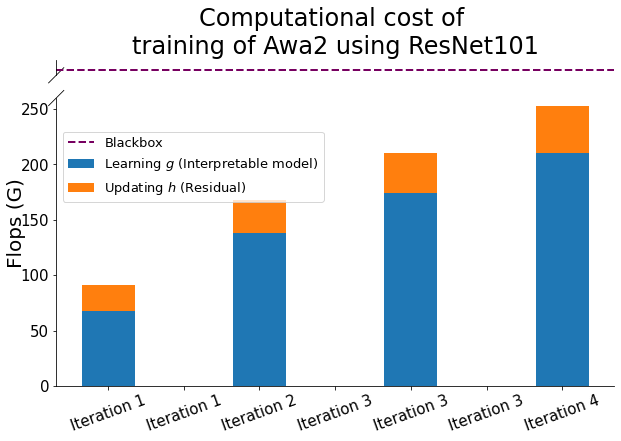 Computational cost of
training of Awa2 using ResNet101
Flops (G)
250
200
150
100
50
0
Blackbox
Learning g (Interpretable model)
Updating h (Residual)
Iteration 1
Iteration 1
Iteration 2
Iteration 3
Iteration 3
Iteration 3
Iteration 4